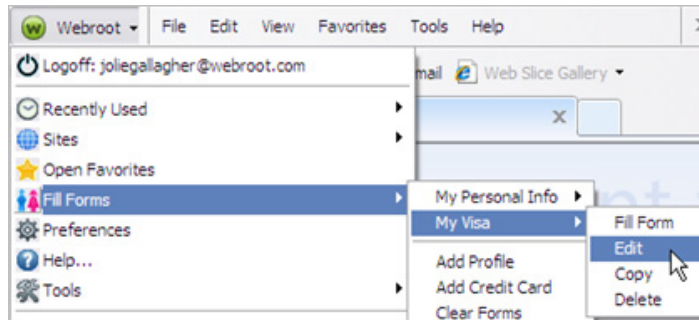 Webroot File Edit View Favorites Tools Help
Logoff: joliegallagher@webroot.com
mail Web Slice Gallery
Recently Used
Sites
Open Favorites
Fill Forms
Preferences
Help...
Tools
My Personal Info
My Visa
Add Profile
Add Credit Card
Clear Forms
Fill Form
Edit
Copy
Delete